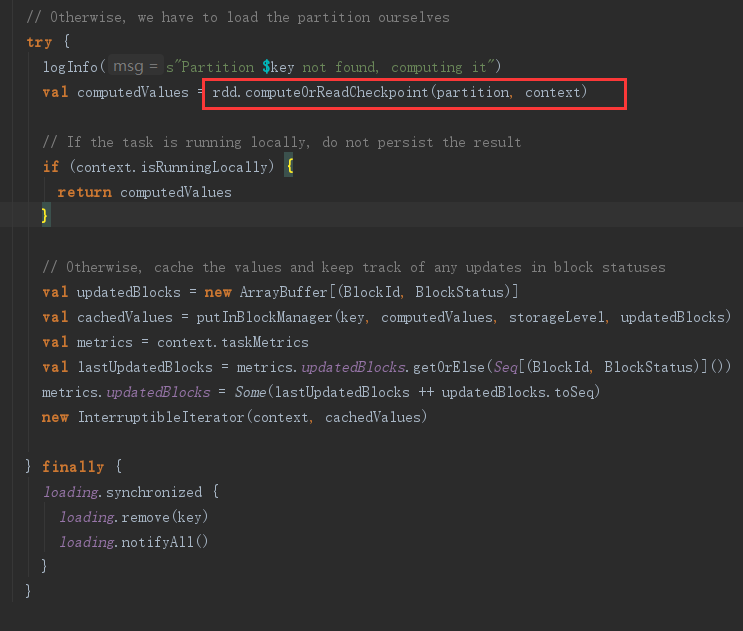 // Otherwise, we have to load the partition ourselves
try {
logInfo( msg = s"Partition $key not found, computing it")
val computedValues = rdd.computeOrReadCheckpoint(partition, context)
// If the task is running locally, do not persist the result
if (context.isRunningLocally) {
return computedValues
}
// Otherwise, cache the values and keep track of any updates in block statuses
val updatedBlocks = new ArrayBuffer[(BlockId, BlockStatus)]
val cachedValues = putInBlockManager(key, computedValues, storageLevel, updatedBlocks)
val metrics = context.taskMetrics
val lastUpdatedBlocks = metrics.updatedBlocks.getOrElse(Seq[(BlockId, BlockStatus)]())
metrics.updatedBlocks = Some(lastUpdatedBlocks ++ updatedBlocks.toSeq)
new InterruptibleIterator(context, cachedValues)
} finally {
loading.synchronized {
loading.remove(key)
loading.notifyAll()
}
}